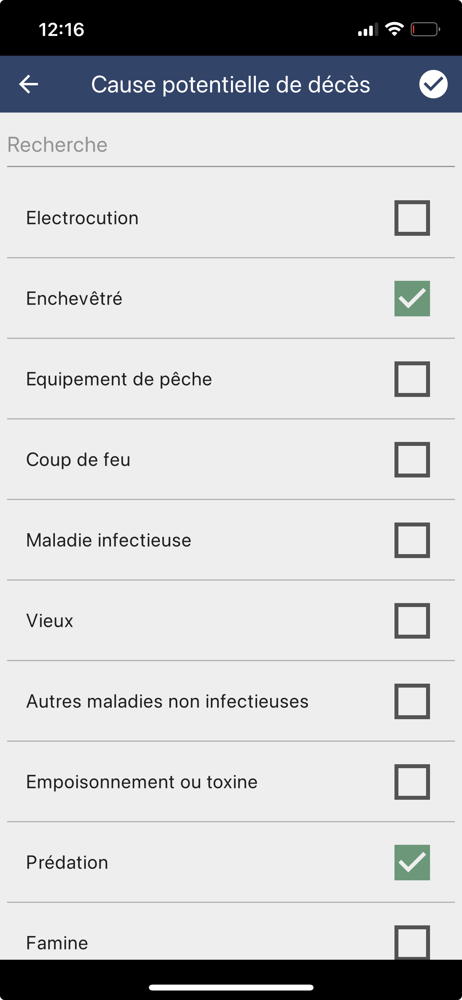 12:16
Cause potentielle de décès
Recherche
Electrocution
Enchevêtré
Equipement de pêche
Coup de feu
Maladie infectieuse
Vieux
Autres maladies non infectieuses
Empoisonnement ou toxine
Prédation
Famine